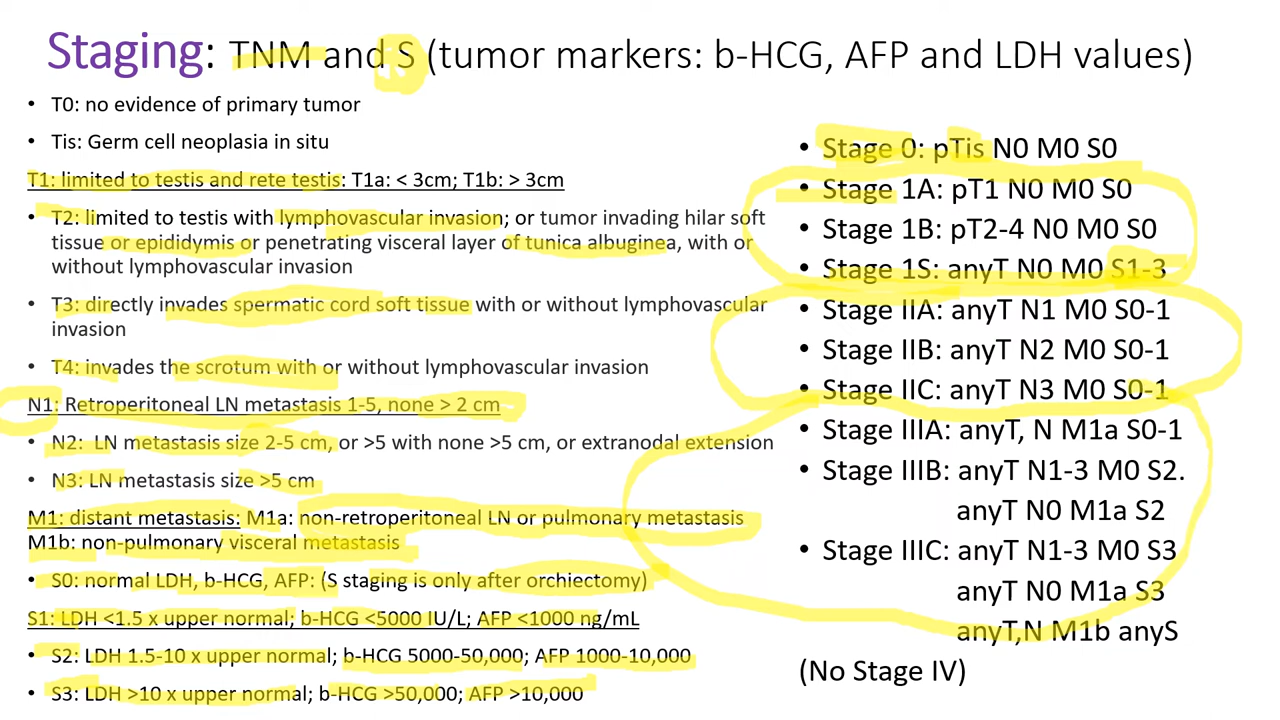 Staging: TNM and S (tumor markers: b-HCG, AFP and LDH values)
• T0: no evidence of primary tumor
• Tis: Germ cell neoplasia in situ
T1: limited to testis and rete testis: T1a: < 3cm; T1b: > 3cm
• T2: limited to testis with lymphovascular invasion; or tumor invading hilar soft
tissue or epididymis or penetrating visceral layer of tunica albuginea, with or
without lymphovascular invasion
• T3: directly invades spermatic cord soft tissue with or without lymphovascular
invasion
• T4: invades the scrotum with or without lymphovascular invasion
N1: Retroperitoneal LN metastasis 1-5, none > 2 cm
• N2: LN metastasis size 2-5 cm, or >5 with none >5 cm, or extranodal extension
• N3: LN metastasis size >5 cm
M1: distant metastasis: M1a: non-retroperitoneal LN or pulmonary metastasis
M1b: non-pulmonary visceral metastasis
• S0: normal LDH, b-HCG, AFP: (S staging is only after orchiectomy)
S1: LDH <1.5 x upper normal; b-HCG <5000 IU/L; AFP <1000 ng/mL
• S2: LDH 1.5-10 x upper normal; b-HCG 5000-50,000; AFP 1000-10,000
• S3: LDH >10 x upper normal; b-HCG >50,000; AFP >10,000
• Stage 0: pTis N0 M0 S0
• Stage 1A: pT1 N0 M0 S0
• Stage 1B: pT2-4 N0 M0 S0
• Stage 1S: anyT N0 M0 S1-3
• Stage IIA: anyT N1 M0 S0-1
• Stage IIB: anyT N2 M0 S0-1
• Stage IIC: anyT N3 M0 S0-1
• Stage IIIA: anyT, N M1a S0-1
• Stage IIIB: anyT N1-3 M0 S2.
anyT N0 M1a S2
• Stage IIIC: anyT N1-3 M0 S3
anyT N0 M1a S3
anyT,N M1b anyS
(No Stage IV)